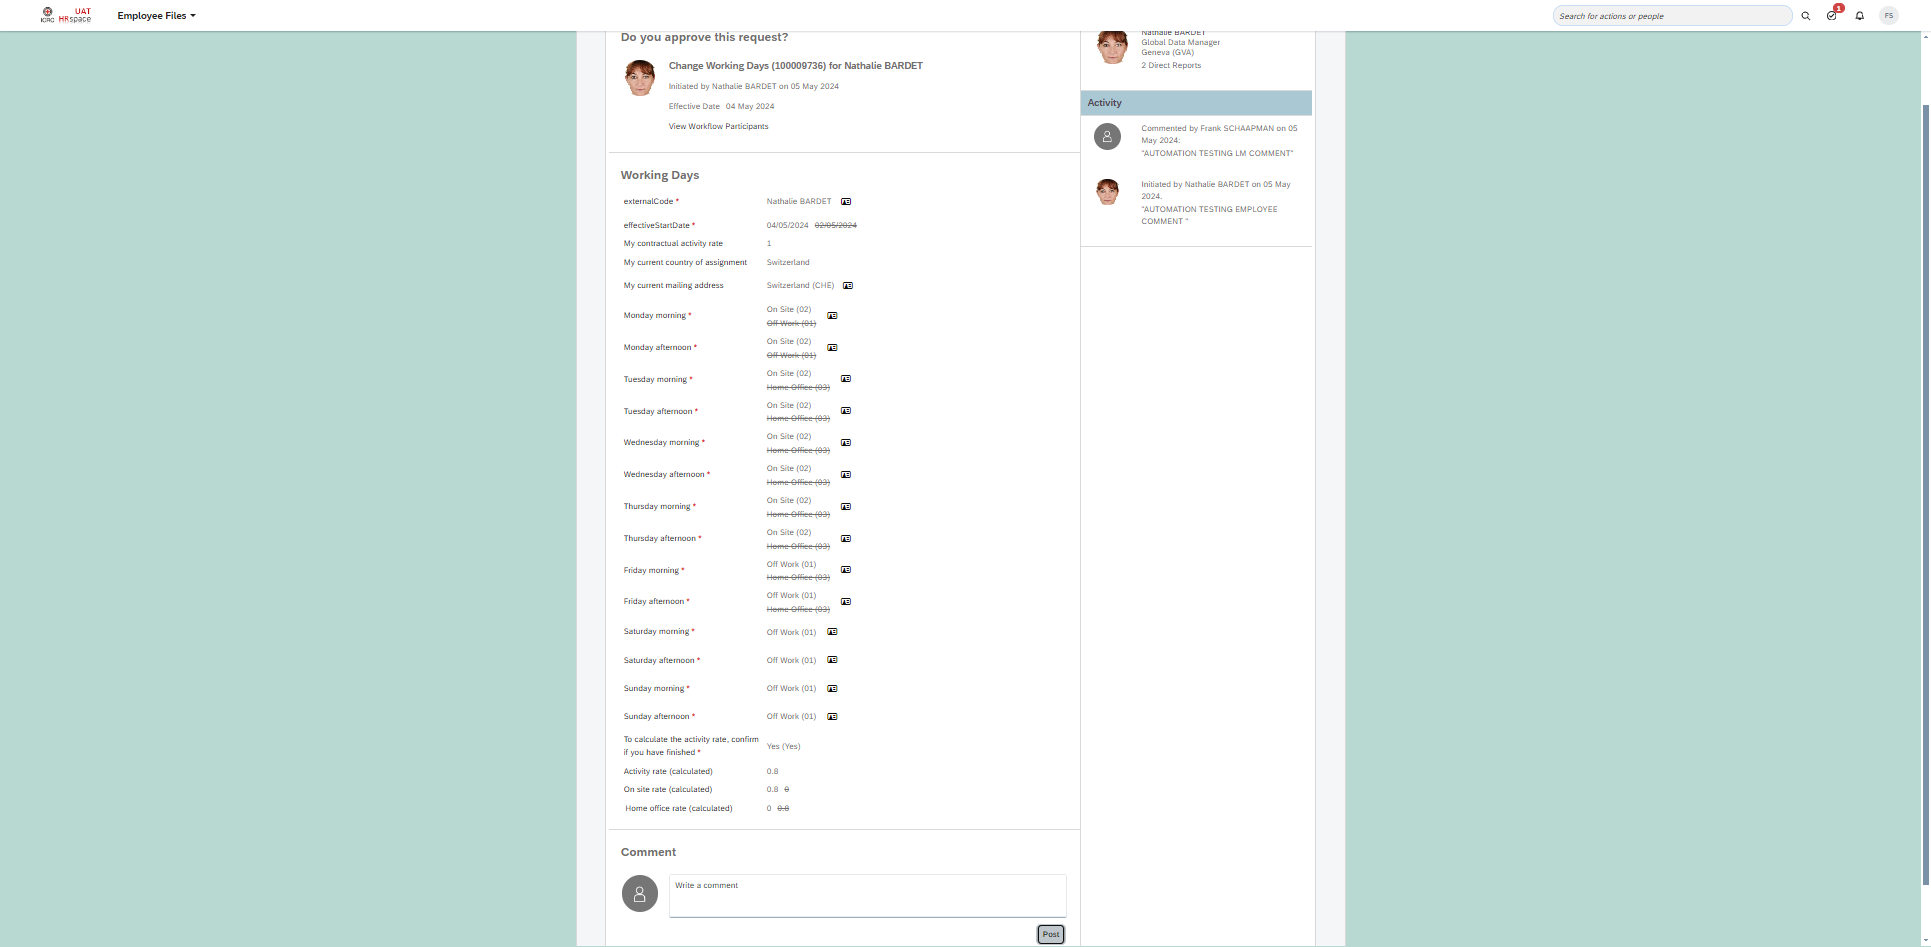 ICRC
UAT
HRspace
Employee Files
Search for actions or people
1
FS
Do you approve this request?
Change Working Days (100009736) for Nathalie BARDET
Initiated by Nathalie BARDET on 05 May 2024
Effective Date 04 May 2024
View Workflow Participants
Working Days
externalCode * Nathalie BARDET
effectiveStartDate * 04/05/2024 02/05/2024
My contractual activity rate 1
My current country of assignment Switzerland
My current mailing address Switzerland (CHE)
Monday morning * On Site (02)
Off Work (01)
Monday afternoon * On Site (02)
Off Work (01)
Tuesday morning * On Site (02)
Home Office (03)
Tuesday afternoon * On Site (02)
Home Office (03)
Wednesday morning * On Site (02)
Home Office (03)
Wednesday afternoon * On Site (02)
Home Office (03)
Thursday morning * On Site (02)
Home Office (03)
Thursday afternoon * On Site (02)
Home Office (03)
Friday morning * Off Work (01)
Home Office (03)
Friday afternoon * Off Work (01)
Home Office (03)
Saturday morning * Off Work (01)
Saturday afternoon * Off Work (01)
Sunday morning * Off Work (01)
Sunday afternoon * Off Work (01)
To calculate the activity rate, confirm
if you have finished * Yes (Yes)
Activity rate (calculated) 0.8
On site rate (calculated) 0.8 0
Home office rate (calculated) 0 0.8
Comment
Write a comment
Post
Nathalie BARDET
Global Data Manager
Geneva (GVA)
2 Direct Reports
Activity
Commented by Frank SCHAAPMAN on 05
May 2024:
"AUTOMATION TESTING LM COMMENT"
Initiated by Nathalie BARDET on 05 May
2024.
"AUTOMATION TESTING EMPLOYEE
COMMENT "